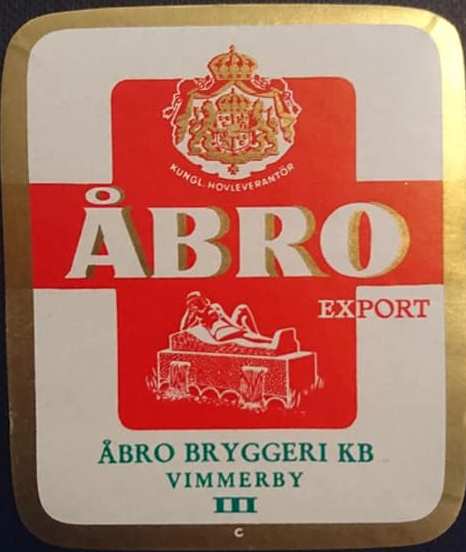 KUNGL. HOVLEVERANTÖR
ÅBRO
EXPORT
ÅBRO BRYGGERI KB
VIMMERBY
III
C